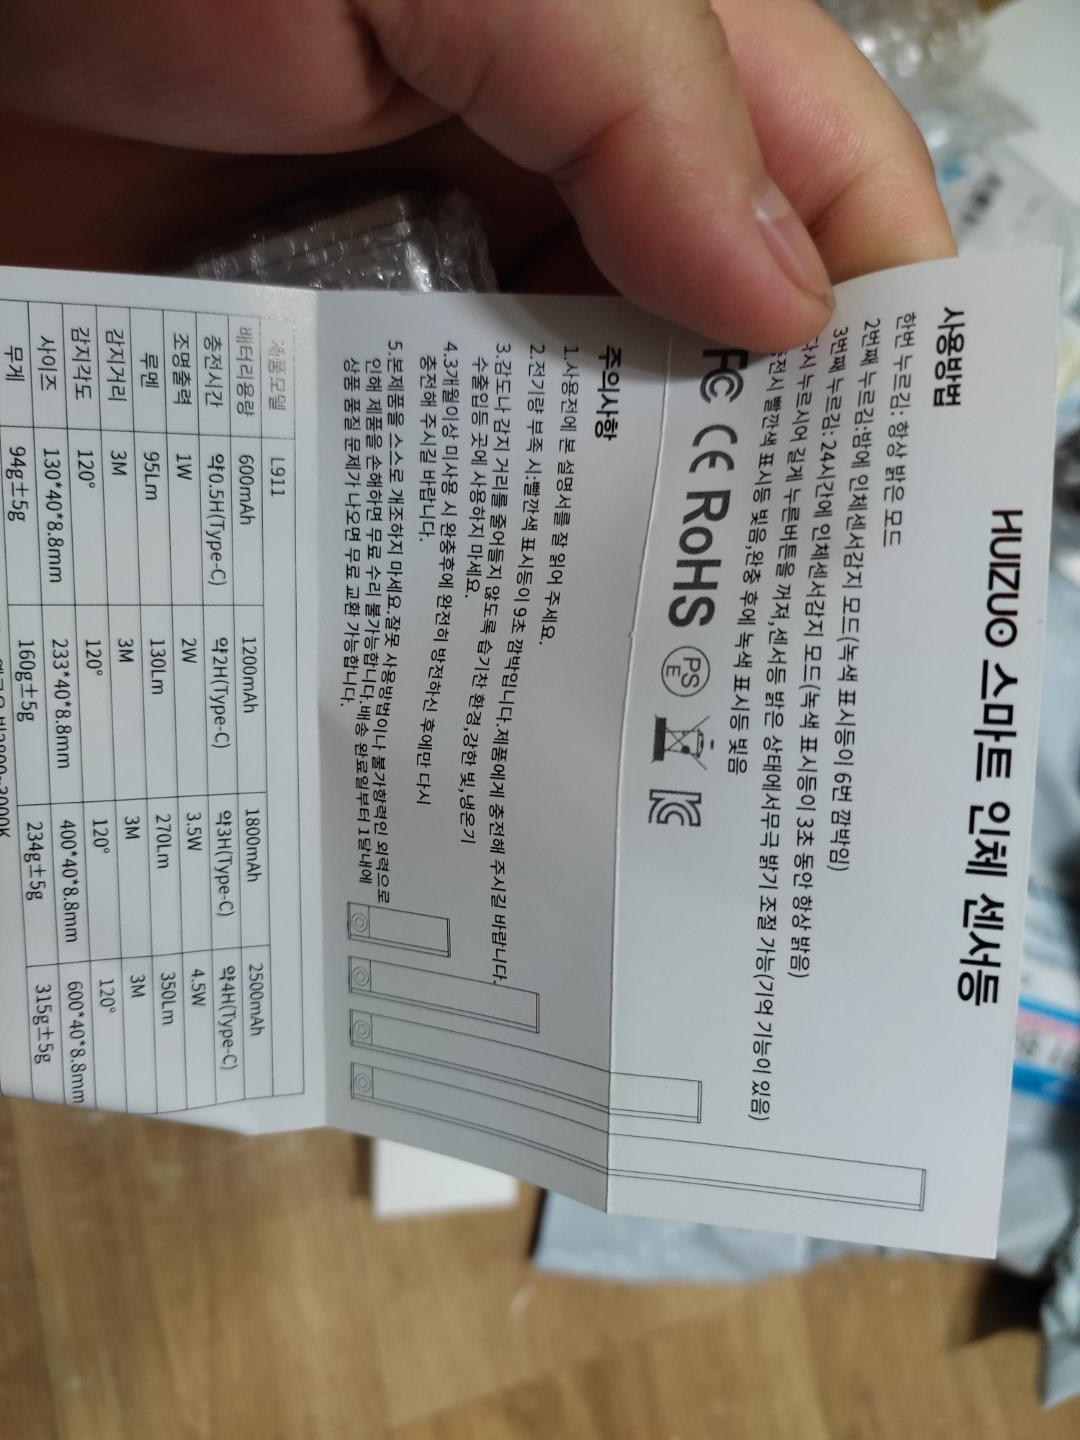 HUIZUO 스마트 인체 센서등
사용방법
한번 누르김: 항상 밝은 모드
2번째 누르김:밤에 인체센서감지 모드(녹색 표시등이 6번 깜박임)
3번째 누르김: 24시간에 인체센서감지 모드(녹색 표시등이 3초 동안 항상 밝음)
다시 누르시어 길게 누른버튼을 꺼져,센서등 밝은 상태에서무극 밝기 조절 가능(기억 기능이 있음)
충전시 빨깐색 표시등 빛음,완충 후에 녹색 표시등 빛음
FC CE RoHS PSE
주의사항
1.사용전에 본 설명서를 잘 읽어 주세요.
2.전기량 부족 시:빨깐색 표시등이 9초 깜박입니다.제품에게 충전해 주시길 바랍니다.
3.감도나 감지 거리를 줄어들지 않도록 습기찬 환경,강한 빛,냉온기
수출입등 곳에 사용하지 마세요.
4.3개월이상 미사용 시 완충후에 완전히 방전하신 후에만 다시
충전해 주시길 바랍니다.
5.본제품을 스스로 개조하지 마세요.잘못 사용방법이나 불가항력인 외력으로
인해 제품을 손해하면 무료 수리 불가능합니다.배송 완료일부터 1달내에
상품 품질 문제가 나오면 무료 교환 가능합니다.
제품모델 L911
배터리용량 600mAh 1200mAh 1800mAh 2500mAh
충전시간 약0.5H(Type-C) 약2H(Type-C) 약3H(Type-C) 약4H(Type-C)
조명출력 1W 2W 3.5W 4.5W
루멘 95Lm 130Lm 270Lm 350Lm
감지거리 3M 3M 3M 3M
감지각도 120° 120° 120° 120°
사이즈 130*40*8.8mm 233*40*8.8mm 400*40*8.8mm 600*40*8.8mm
무게 94g±5g 160g±5g 234g±5g 315g±5g